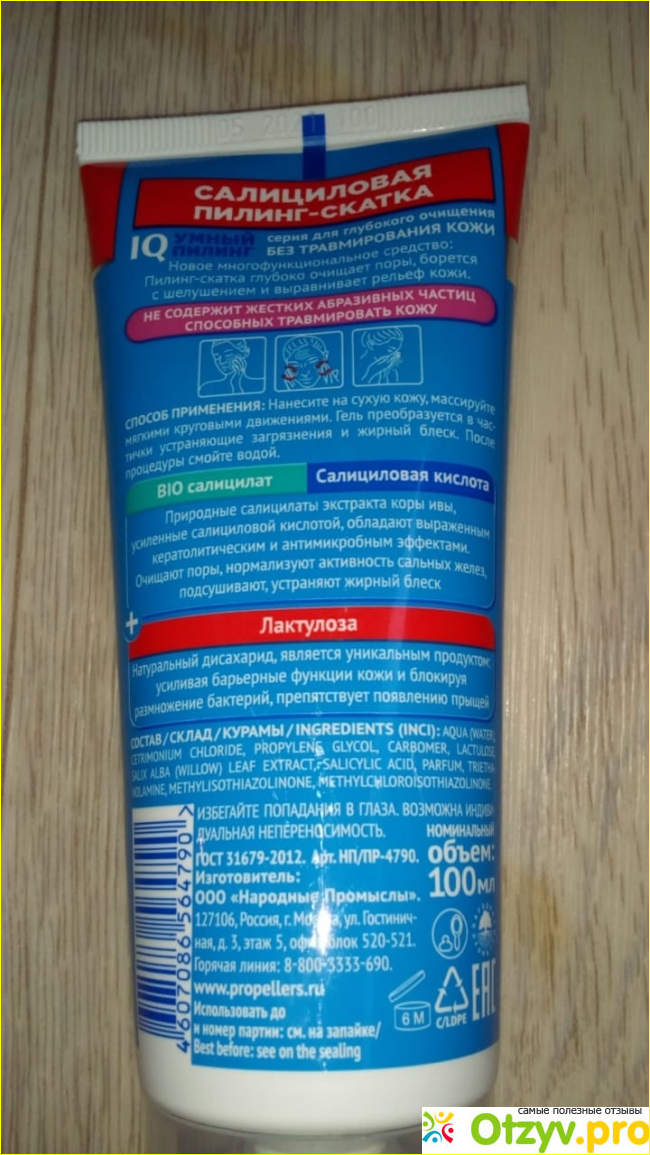 САЛИЦИЛОВАЯ
ПИЛИНГ-СКАТКА
IQ УМНЫЙ ПИЛИНГ
серия для глубокого очищения
БЕЗ ТРАВМИРОВАНИЯ КОЖИ
Новое многофункциональное средство:
Пилинг-скатка глубоко очищает поры, борется
с шелушением и выравнивает рельеф кожи.
НЕ СОДЕРЖИТ ЖЕСТКИХ АБРАЗИВНЫХ ЧАСТИЦ
СПОСОБНЫХ ТРАВМИРОВАТЬ КОЖУ
СПОСОБ ПРИМЕНЕНИЯ: Нанесите на сухую кожу, массируйте
мягкими круговыми движениями. Гель преобразуется в час-
тички устраняющие загрязнения и жирный блеск. После
процедуры смойте водой.
BIO салицилат
Салициловая кислота
Природные салицилаты экстракта коры ивы,
усиленные салициловой кислотой, обладают выраженным
кератолитическим и антимикробным эффектами.
Очищают поры, нормализуют активность сальных желез,
подсушивают, устраняют жирный блеск
+
Лактулоза
Натуральный дисахарид, является уникальным продуктом:
усиливая барьерные функции кожи и блокируя
размножение бактерий, препятствует появлению прыщей
СОСТАВ / СКЛАД / КУРАМЫ / INGREDIENTS (INCI): AQUA (WATER),
CETRIMONIUM CHLORIDE, PROPYLENE GLYCOL, CARBOMER, LACTULOSE,
SALIX ALBA (WILLOW) LEAF EXTRACT, SALICYLIC ACID, PARFUM, TRIETHA-
NOLAMINE, METHYLISOTHIAZOLINONE, METHYLCHLOROISOTHIAZOLINONE
ИЗБЕГАЙТЕ ПОПАДАНИЯ В ГЛАЗА. ВОЗМОЖНА ИНДИВИ-
ДУАЛЬНАЯ НЕПЕРЕНОСИМОСТЬ.
ГОСТ 31679-2012. Арт. НП/ПР-4790.
Изготовитель:
ООО «Народные Промыслы».
127106, Россия, г. Москва, ул. Гостинич-
ная, д. 3, этаж 5, офис/блок 520-521.
Горячая линия: 8-800-3333-690.
www.propellers.ru
Использовать до
и номер партии: см. на запайке/
Best before: see on the sealing
НОМИНАЛЬНЫЙ
объем:
100мл
6 M
C/LDPE
EAC
4 607086 564790 >
самые полезные отзывы
Otzyv.pro